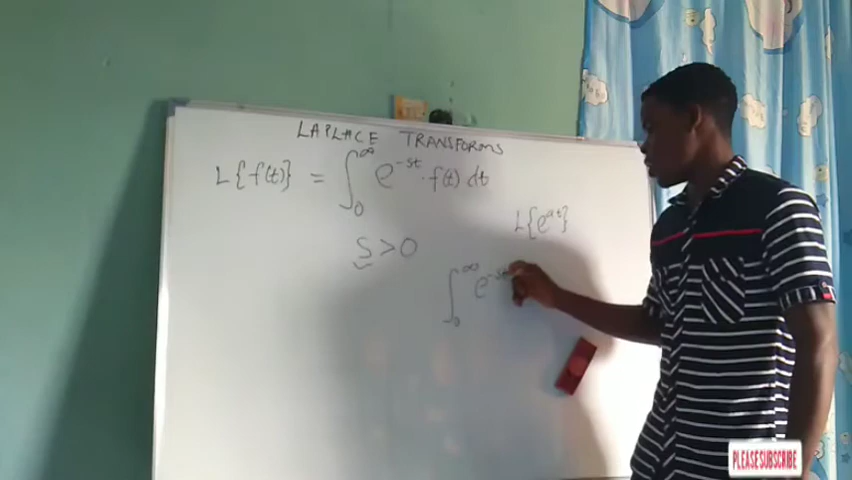 LAPLACE TRANSFORMS
L{f(t)} = ∫₀^∞ e^{-st} · f(t) dt
L{e^{at}}
S > 0
∫₀^∞ e^{-s
PLEASE SUBSCRIBE